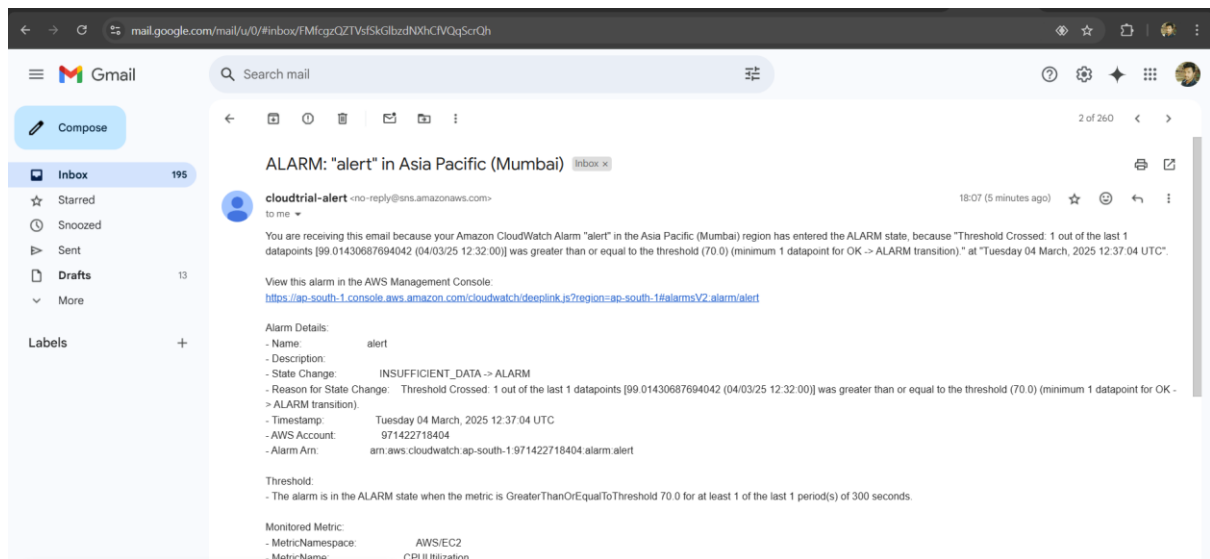 mail.google.com/mail/u/0/#inbox/FMfcgzQZTVsfSkGlbzdNXhCfVQqScrQh
Gmail
Search mail
Compose
2 of 260
Inbox 195
Starred
Snoozed
Sent
Drafts 13
More
Labels
ALARM: "alert" in Asia Pacific (Mumbai) Inbox x
cloudtrial-alert <no-reply@sns.amazonaws.com> 18:07 (5 minutes ago)
to me
You are receiving this email because your Amazon CloudWatch Alarm "alert" in the Asia Pacific (Mumbai) region has entered the ALARM state, because "Threshold Crossed: 1 out of the last 1
datapoints [99.01430687694042 (04/03/25 12:32:00)] was greater than or equal to the threshold (70.0) (minimum 1 datapoint for OK -> ALARM transition)." at "Tuesday 04 March, 2025 12:37:04 UTC".
View this alarm in the AWS Management Console:
https://ap-south-1.console.aws.amazon.com/cloudwatch/deeplink.js?region=ap-south-1#alarmsV2:alarm/alert
Alarm Details:
- Name: alert
- Description:
- State Change: INSUFFICIENT_DATA -> ALARM
- Reason for State Change: Threshold Crossed: 1 out of the last 1 datapoints [99.01430687694042 (04/03/25 12:32:00)] was greater than or equal to the threshold (70.0) (minimum 1 datapoint for OK -
> ALARM transition).
- Timestamp: Tuesday 04 March, 2025 12:37:04 UTC
- AWS Account: 971422718404
- Alarm Arn: arn:aws:cloudwatch:ap-south-1:971422718404:alarm:alert
Threshold:
- The alarm is in the ALARM state when the metric is GreaterThanOrEqualToThreshold 70.0 for at least 1 of the last 1 period(s) of 300 seconds.
Monitored Metric:
- MetricNamespace: AWS/EC2
- MetricName: CPUUtilization